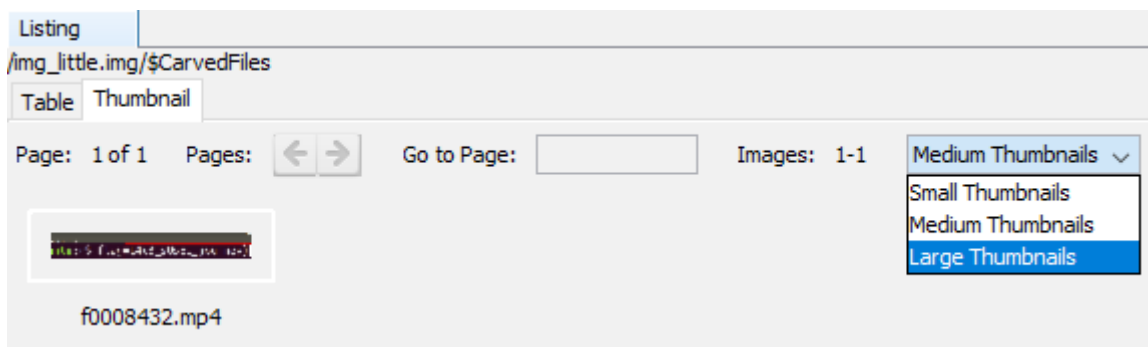 Listing
/img_little.img/$CarvedFiles
Table Thumbnail
Page: 1 of 1 Pages: Go to Page: Images: 1-1 Medium Thumbnails
Small Thumbnails
Medium Thumbnails
Large Thumbnails
f0008432.mp4